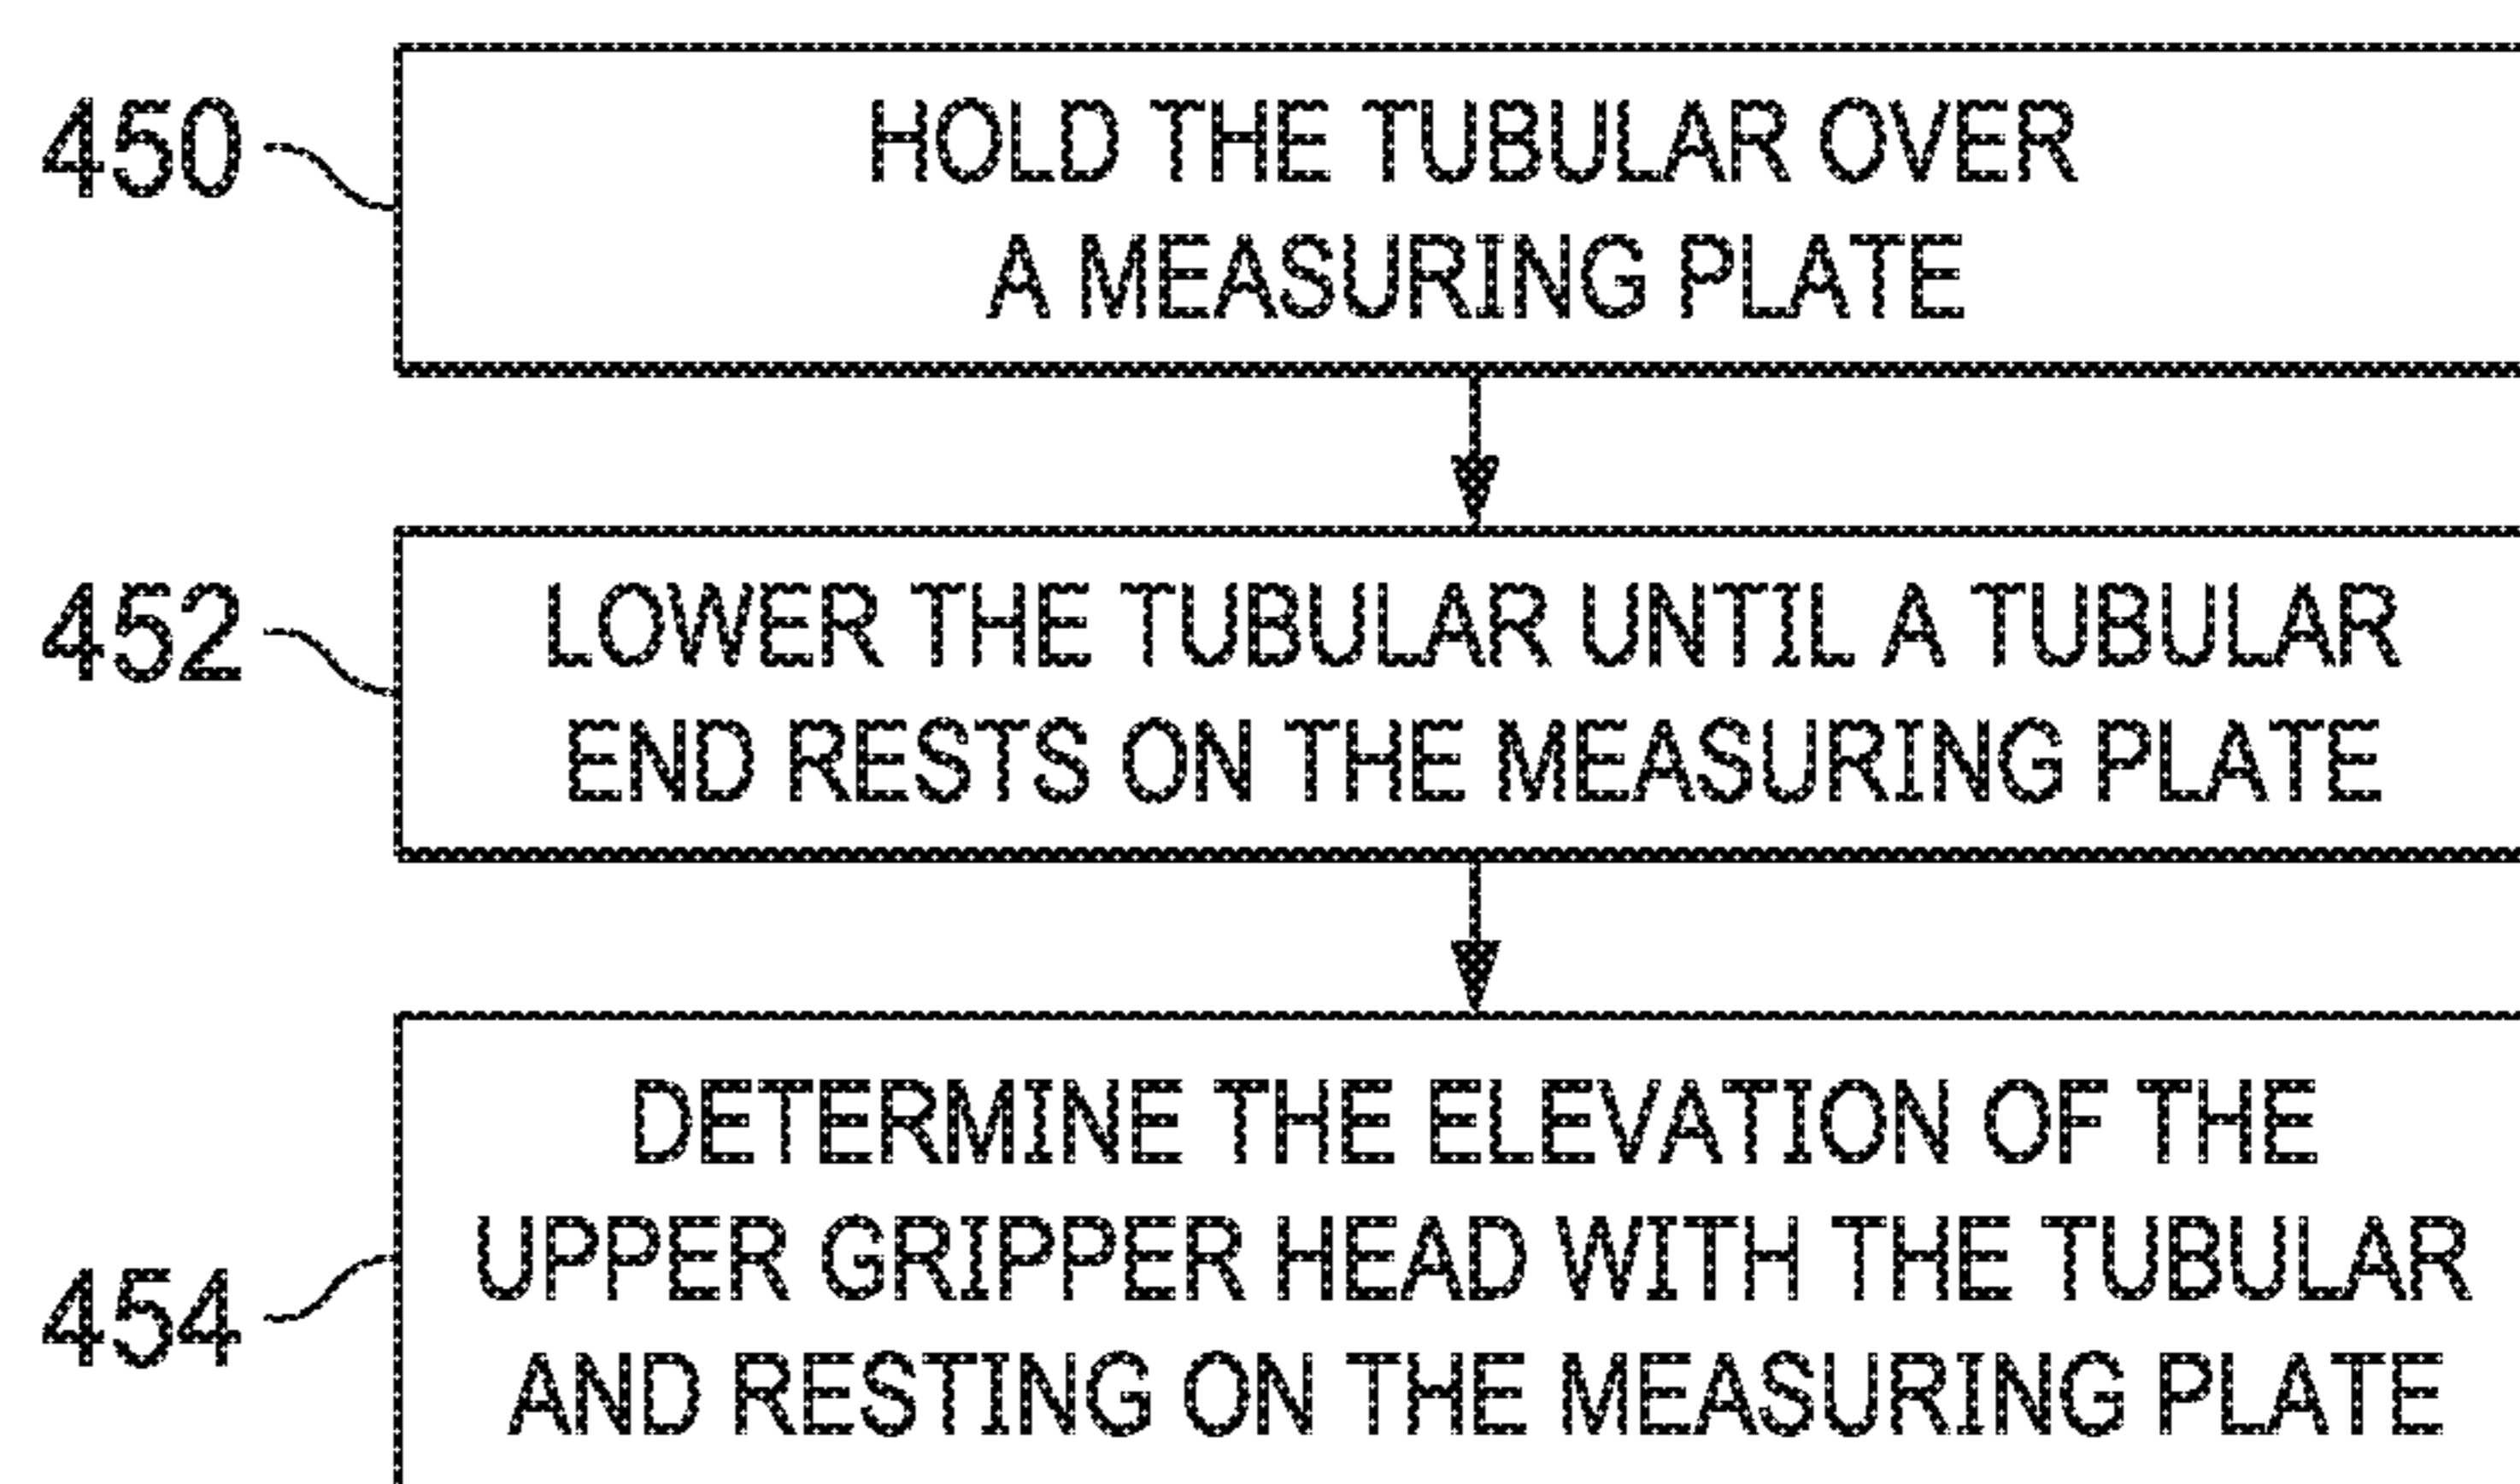 450
HOLD THE TUBULAR OVER
A MEASURING PLATE
452
LOWER THE TUBULAR UNTIL A TUBULAR
END RESTS ON THE MEASURING PLATE
454
DETERMINE THE ELEVATION OF THE
UPPER GRIPPER HEAD WITH THE TUBULAR
AND RESTING ON THE MEASURING PLATE